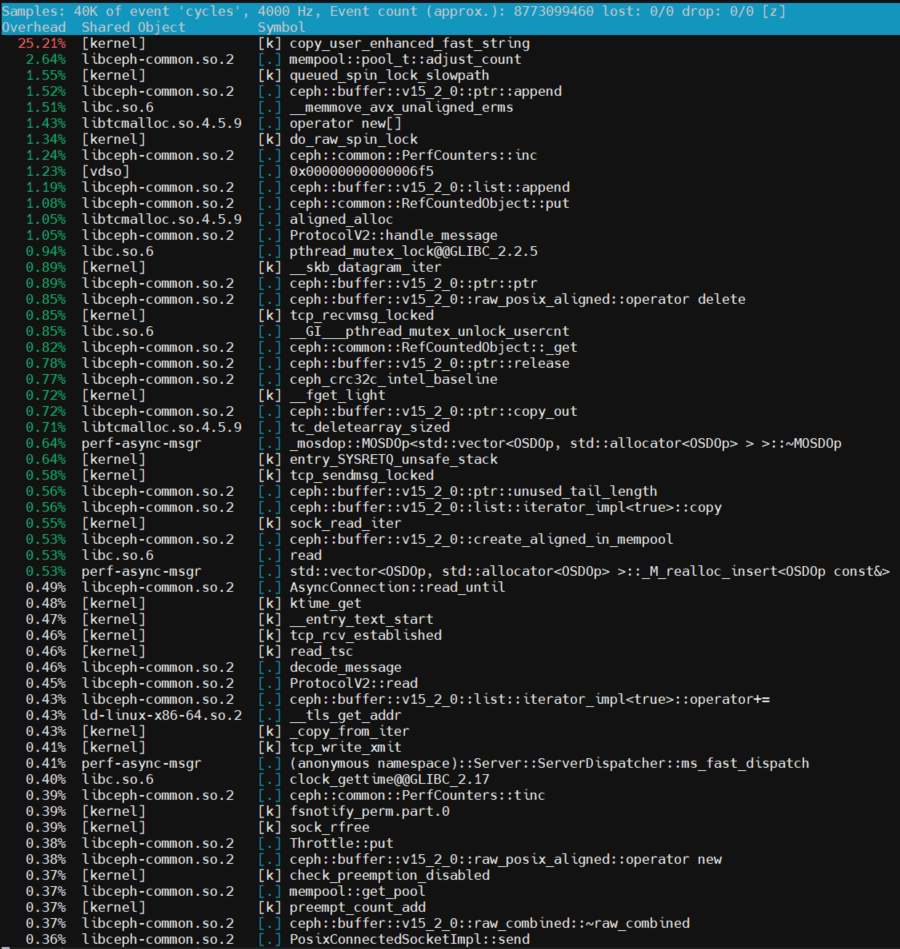 Samples: 40K of event 'cycles', 4000 Hz, Event count (approx.): 8773099460 lost: 0/0 drop: 0/0 [z]
Overhead  Shared Object         Symbol
25.21%  [kernel]              [k] copy_user_enhanced_fast_string
2.64%  libceph-common.so.2   [.] mempool::pool_t::adjust_count
1.55%  [kernel]              [k] queued_spin_lock_slowpath
1.52%  libceph-common.so.2   [.] ceph::buffer::v15_2_0::ptr::append
1.51%  libc.so.6             [.] __memmove_avx_unaligned_erms
1.43%  libtcmalloc.so.4.5.9  [.] operator new[]
1.34%  [kernel]              [k] do_raw_spin_lock
1.24%  libceph-common.so.2   [.] ceph::common::PerfCounters::inc
1.23%  [vdso]                [.] 0x00000000000006f5
1.19%  libceph-common.so.2   [.] ceph::buffer::v15_2_0::list::append
1.08%  libceph-common.so.2   [.] ceph::common::RefCountedObject::put
1.05%  libtcmalloc.so.4.5.9  [.] aligned_alloc
1.05%  libceph-common.so.2   [.] ProtocolV2::handle_message
0.94%  libc.so.6             [.] pthread_mutex_lock@@GLIBC_2.2.5
0.89%  [kernel]              [k] __skb_datagram_iter
0.89%  libceph-common.so.2   [.] ceph::buffer::v15_2_0::ptr::ptr
0.85%  libceph-common.so.2   [.] ceph::buffer::v15_2_0::raw_posix_aligned::operator delete
0.85%  [kernel]              [k] tcp_recvmsg_locked
0.85%  libc.so.6             [.] __GI___pthread_mutex_unlock_usercnt
0.82%  libceph-common.so.2   [.] ceph::common::RefCountedObject::_get
0.78%  libceph-common.so.2   [.] ceph::buffer::v15_2_0::ptr::release
0.77%  libceph-common.so.2   [.] ceph_crc32c_intel_baseline
0.72%  [kernel]              [k] __fget_light
0.72%  libceph-common.so.2   [.] ceph::buffer::v15_2_0::ptr::copy_out
0.71%  libtcmalloc.so.4.5.9  [.] tc_deletearray_sized
0.64%  perf-async-msgr       [.] _mosdop::MOSDOp<std::vector<OSDOp, std::allocator<OSDOp> > >::~MOSDOp
0.64%  [kernel]              [k] entry_SYSRETQ_unsafe_stack
0.58%  [kernel]              [k] tcp_sendmsg_locked
0.56%  libceph-common.so.2   [.] ceph::buffer::v15_2_0::ptr::unused_tail_length
0.56%  libceph-common.so.2   [.] ceph::buffer::v15_2_0::list::iterator_impl<true>::copy
0.55%  [kernel]              [k] sock_read_iter
0.53%  libceph-common.so.2   [.] ceph::buffer::v15_2_0::create_aligned_in_mempool
0.53%  libc.so.6             [.] read
0.53%  perf-async-msgr       [.] std::vector<OSDOp, std::allocator<OSDOp> >::_M_realloc_insert<OSDOp const&>
0.49%  libceph-common.so.2   [.] AsyncConnection::read_until
0.48%  [kernel]              [k] ktime_get
0.47%  [kernel]              [k] __entry_text_start
0.46%  [kernel]              [k] tcp_rcv_established
0.46%  [kernel]              [k] read_tsc
0.46%  libceph-common.so.2   [.] decode_message
0.45%  libceph-common.so.2   [.] ProtocolV2::read
0.43%  libceph-common.so.2   [.] ceph::buffer::v15_2_0::list::iterator_impl<true>::operator+=
0.43%  ld-linux-x86-64.so.2  [.] __tls_get_addr
0.43%  [kernel]              [k] _copy_from_iter
0.41%  [kernel]              [k] tcp_write_xmit
0.41%  perf-async-msgr       [.] (anonymous namespace)::Server::ServerDispatcher::ms_fast_dispatch
0.40%  libc.so.6             [.] clock_gettime@@GLIBC_2.17
0.39%  libceph-common.so.2   [.] ceph::common::PerfCounters::tinc
0.39%  [kernel]              [k] fsnotify_perm.part.0
0.39%  [kernel]              [k] sock_rfree
0.38%  libceph-common.so.2   [.] Throttle::put
0.38%  libceph-common.so.2   [.] ceph::buffer::v15_2_0::raw_posix_aligned::operator new
0.37%  [kernel]              [k] check_preemption_disabled
0.37%  libceph-common.so.2   [.] mempool::get_pool
0.37%  [kernel]              [k] preempt_count_add
0.37%  libceph-common.so.2   [.] ceph::buffer::v15_2_0::raw_combined::~raw_combined
0.36%  libceph-common.so.2   [.] PosixConnectedSocketImpl::send